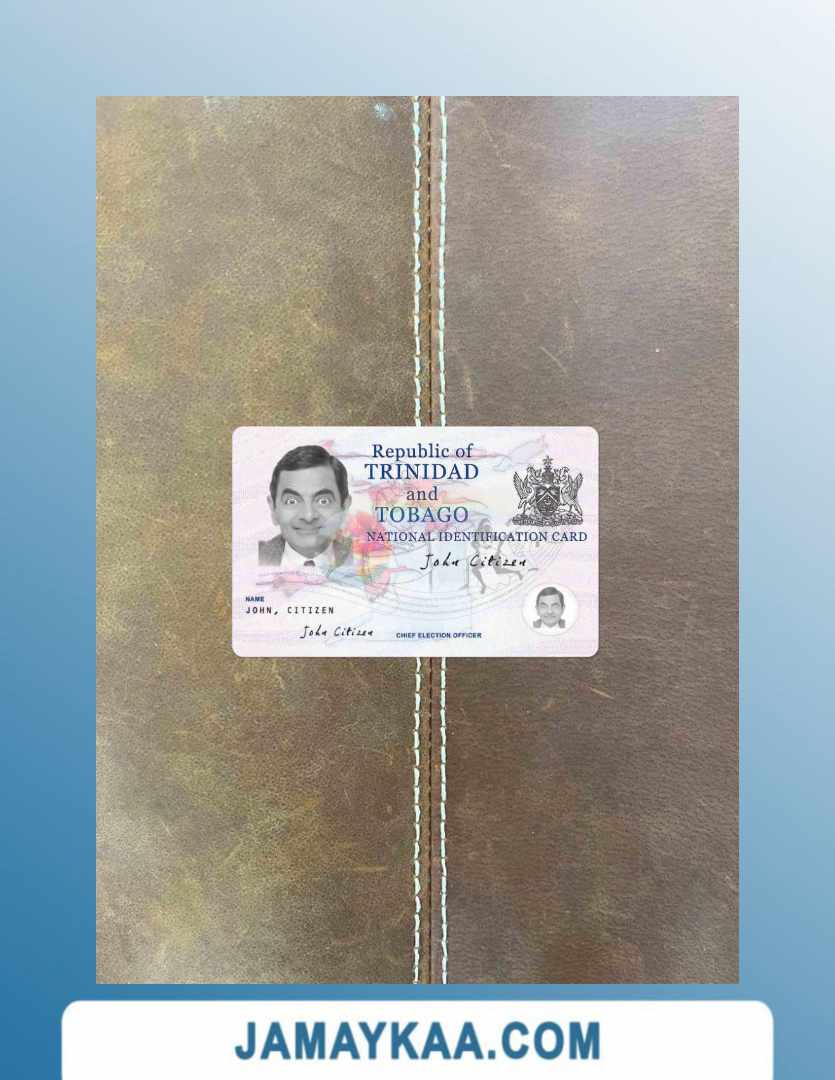 Republic of
TRINIDAD
and
TOBAGO
NATIONAL IDENTIFICATION CARD
John Citizen
NAME
JOHN, CITIZEN
John Citizen
CHIEF ELECTION OFFICER
JAMAYKAA.COM